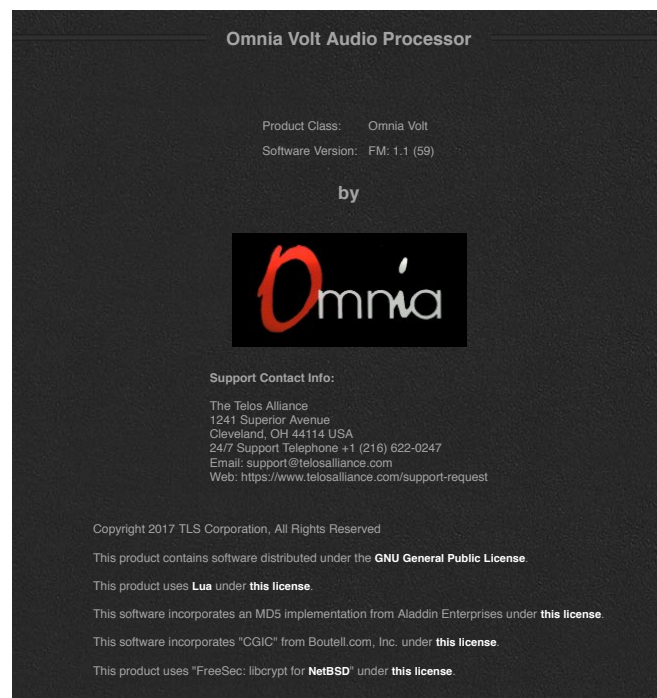 Omnia Volt Audio Processor
Product Class: Omnia Volt
Software Version: FM: 1.1 (59)
by
Omnia
Support Contact Info:
The Telos Alliance
1241 Superior Avenue
Cleveland, OH 44114 USA
24/7 Support Telephone +1 (216) 622-0247
Email: support@telosalliance.com
Web: https://www.telosalliance.com/support-request
Copyright 2017 TLS Corporation, All Rights Reserved
This product contains software distributed under the GNU General Public License.
This product uses Lua under this license.
This software incorporates an MD5 implementation from Aladdin Enterprises under this license.
This software incorporates "CGIC" from Boutell.com, Inc. under this license.
This product uses "FreeSec: libcrypt for NetBSD" under this license.